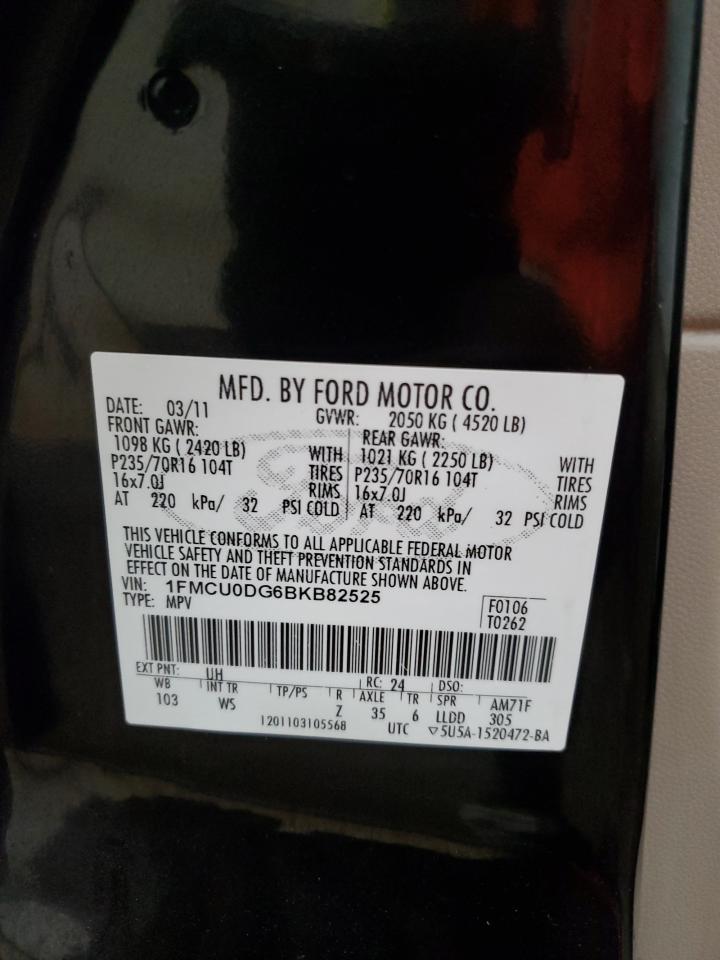 MFD. BY FORD MOTOR CO.
DATE: 03/11 GVWR: 2050 KG ( 4520 LB)
FRONT GAWR: REAR GAWR:
1098 KG ( 2420 LB) WITH 1021 KG ( 2250 LB) WITH
P235/70R16 104T TIRES P235/70R16 104T TIRES
16x7.0J RIMS 16x7.0J RIMS
AT 220 kPa/ 32 PSI COLD AT 220 kPa/ 32 PSI COLD
Ford
THIS VEHICLE CONFORMS TO ALL APPLICABLE FEDERAL MOTOR
VEHICLE SAFETY AND THEFT PREVENTION STANDARDS IN
EFFECT ON THE DATE OF MANUFACTURE SHOWN ABOVE.
VIN: 1FMCU0DG6BKB82525 F0106
TYPE: MPV T0262
EXT PNT: UH RC: 24 DSO:
WB INT TR TP/PS R AXLE TR SPR AM71F
103 WS Z 35 6 LLDD 305
1201103105568 UTC ▽5U5A-1520472-BA